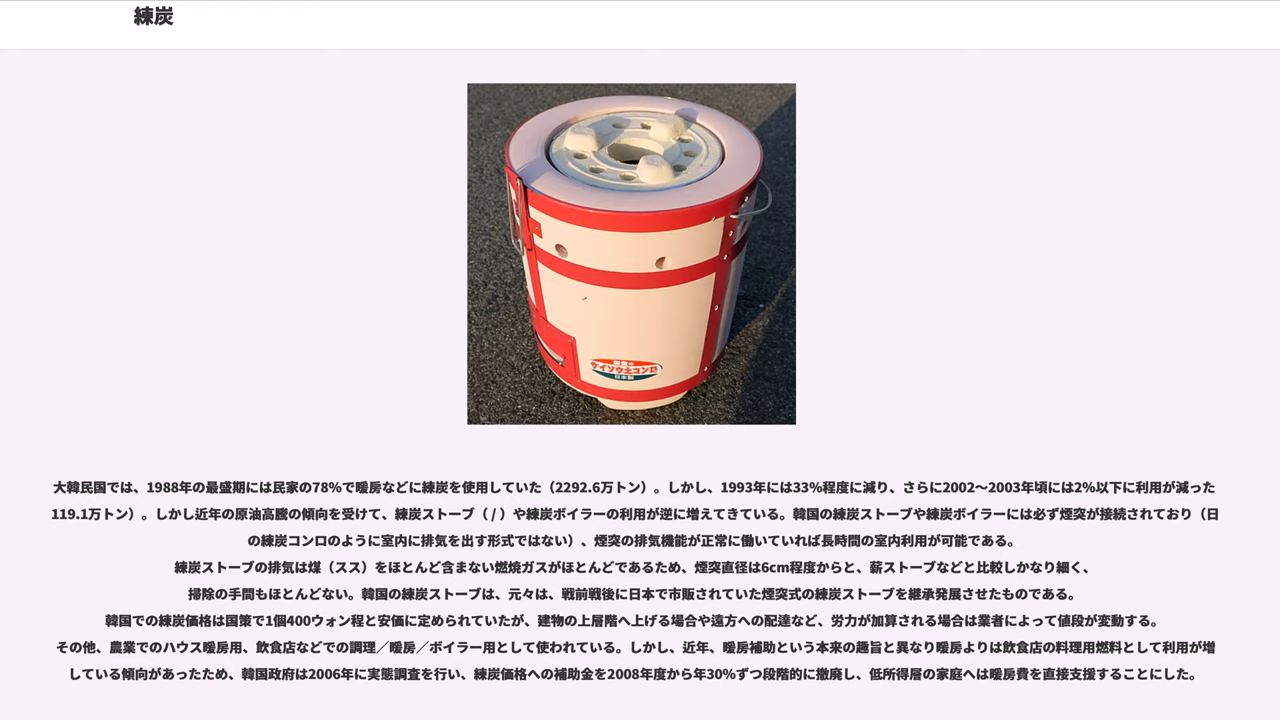 練炭
ケイソウ土コンロ
日本製
大韓民国では、1988年の最盛期には民家の78%で暖房などに練炭を使用していた（2292.6万トン）。しかし、1993年には33%程度に減り、さらに2002〜2003年頃には2%以下に利用が減った
119.1万トン）。しかし近年の原油高騰の傾向を受けて、練炭ストーブ（ / ）や練炭ボイラーの利用が逆に増えてきている。韓国の練炭ストーブや練炭ボイラーには必ず煙突が接続されており（日
の練炭コンロのように室内に排気を出す形式ではない）、煙突の排気機能が正常に働いていれば長時間の室内利用が可能である。
練炭ストーブの排気は煤（スス）をほとんど含まない燃焼ガスがほとんどであるため、煙突直径は6cm程度からと、薪ストーブなどと比較しかなり細く、
掃除の手間もほとんどない。韓国の練炭ストーブは、元々は、戦前戦後に日本で市販されていた煙突式の練炭ストーブを継承発展させたものである。
韓国での練炭価格は国策で1個400ウォン程と安価に定められていたが、建物の上層階へ上げる場合や遠方への配達など、労力が加算される場合は業者によって値段が変動する。
その他、農業でのハウス暖房用、飲食店などでの調理／暖房／ボイラー用として使われている。しかし、近年、暖房補助という本来の趣旨と異なり暖房よりは飲食店の料理用燃料として利用が増
している傾向があったため、韓国政府は2006年に実態調査を行い、練炭価格への補助金を2008年度から年30%ずつ段階的に撤廃し、低所得層の家庭へは暖房費を直接支援することにした。